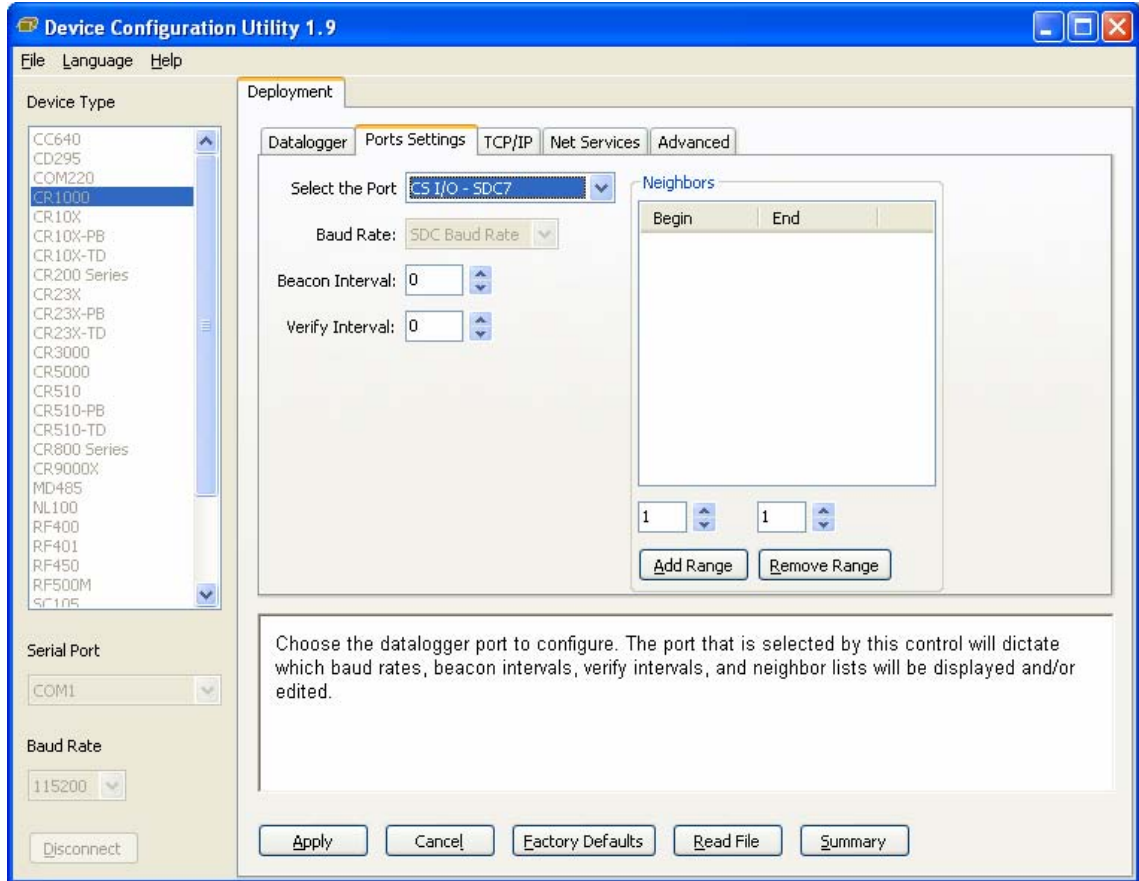 Device Configuration Utility 1.9
File Language Help
Device Type
CC640
CD295
COM220
CR1000
CR10X
CR10X-PB
CR10X-TD
CR200 Series
CR23X
CR23X-PB
CR23X-TD
CR3000
CR5000
CR510
CR510-PB
CR510-TD
CR800 Series
CR9000X
MD485
NL100
RF400
RF401
RF450
RF500M
SC105
Serial Port
COM1
Baud Rate
115200
Disconnect
Deployment
Datalogger Ports Settings TCP/IP Net Services Advanced
Select the Port CS I/O - SDC7
Baud Rate: SDC Baud Rate
Beacon Interval: 0
Verify Interval: 0
Neighbors
Begin End
1 1
Add Range Remove Range
Choose the datalogger port to configure. The port that is selected by this control will dictate
which baud rates, beacon intervals, verify intervals, and neighbor lists will be displayed and/or
edited.
Apply Cancel Factory Defaults Read File Summary